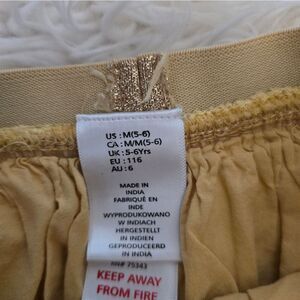 US : M(5-6)
CA : M/M(5-6)
UK : 5-6Yrs
EU : 116
AU : 6
MADE IN
INDIA
FABRIQUÉ EN
INDE
WYPRODUKOWANO
W INDIACH
HERGESTELLT
IN INDIEN
GEPRODUCEERD
IN INDIA
RN# 75343
KEEP AWAY
FROM FIRE